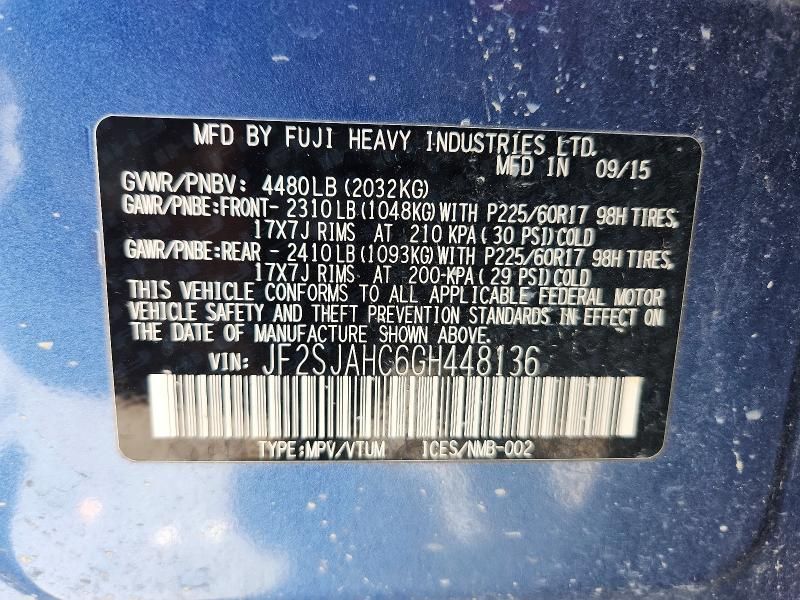 MFD BY FUJI HEAVY INDUSTRIES LTD.
MFD IN 09/15
GVWR/PNBV: 4480LB (2032KG)
GAWR/PNBE:FRONT- 2310LB (1048KG) WITH P225/60R17 98H TIRES,
17X7J RIMS AT 210 KPA ( 30 PSI) COLD
GAWR/PNBE:REAR - 2410LB (1093KG) WITH P225/60R17 98H TIRES,
17X7J RIMS AT 200-KPA ( 29 PSI) COLD
THIS VEHICLE CONFORMS TO ALL APPLICABLE FEDERAL MOTOR
VEHICLE SAFETY AND THEFT PREVENTION STANDARDS IN EFFECT ON
THE DATE OF MANUFACTURE SHOWN ABOVE.
VIN: JF2SJAHC6GH448136
TYPE:MPV/VTUM ICES/NMB-002